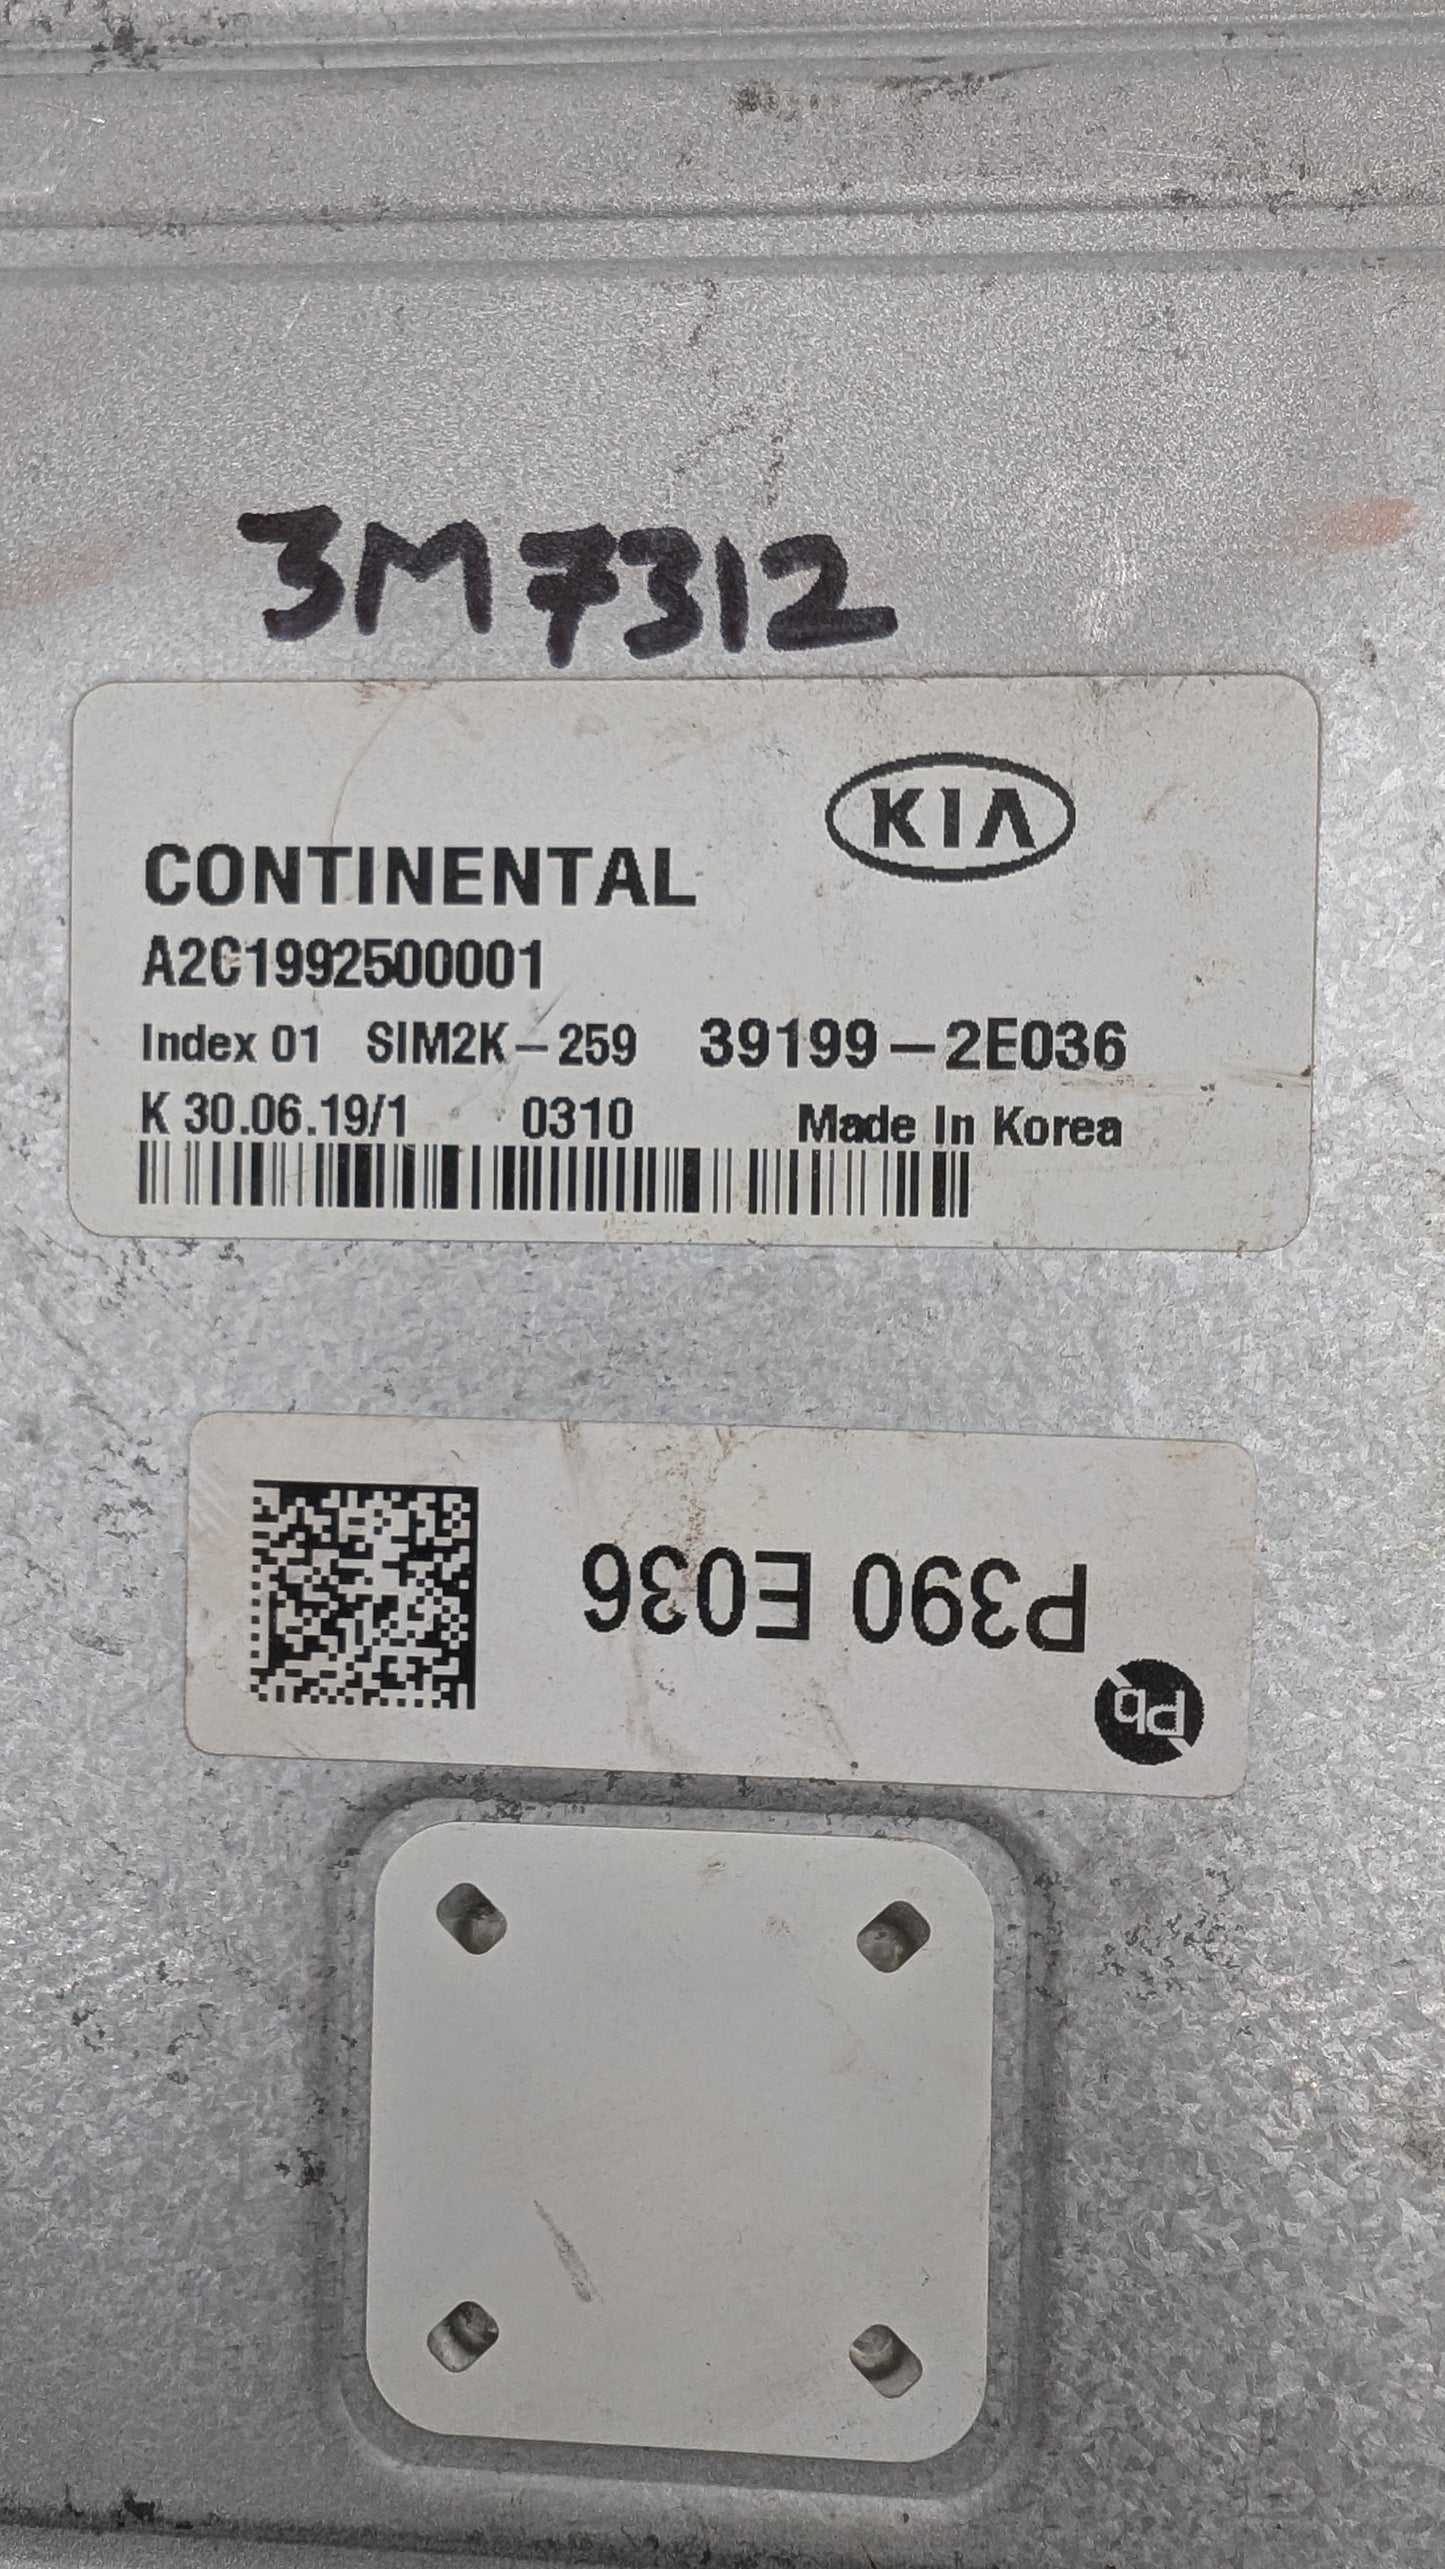 3M7312
KIA
CONTINENTAL
A2C1992500001
Index 01 SIM2K-259 39199-2E036
K 30.06.19/1 0310 Made In Korea
P390 E036
Pb